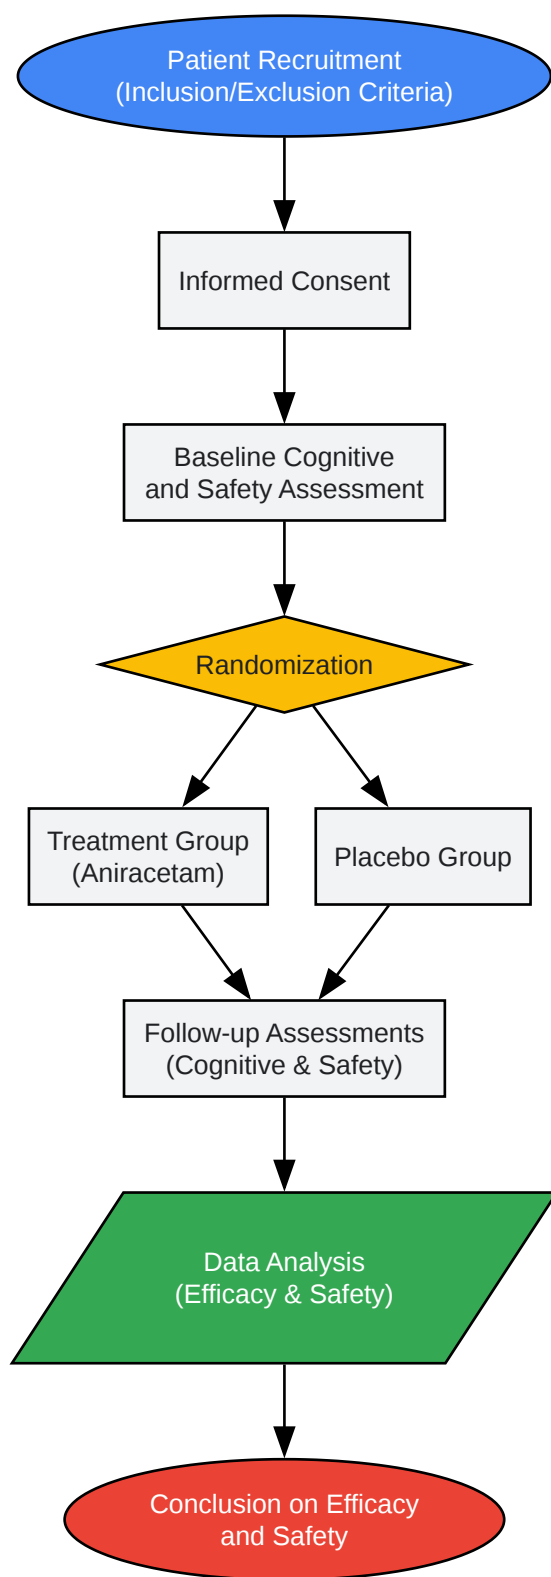 Patient Recruitment
(Inclusion/Exclusion Criteria)
Informed Consent
Baseline Cognitive
and Safety Assessment
Randomization
Treatment Group
(Aniracetam)
Placebo Group
Follow-up Assessments
(Cognitive & Safety)
Data Analysis
(Efficacy & Safety)
Conclusion on Efficacy
and Safety